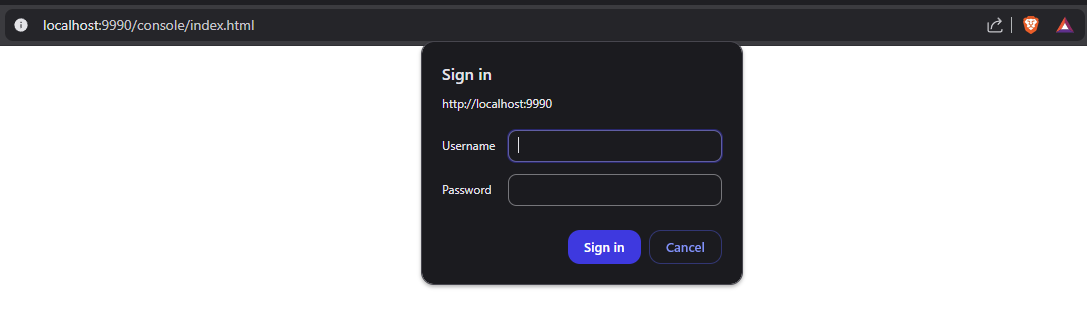 localhost:9990/console/index.html
Sign in
http://localhost:9990
Username
Password
Sign in Cancel